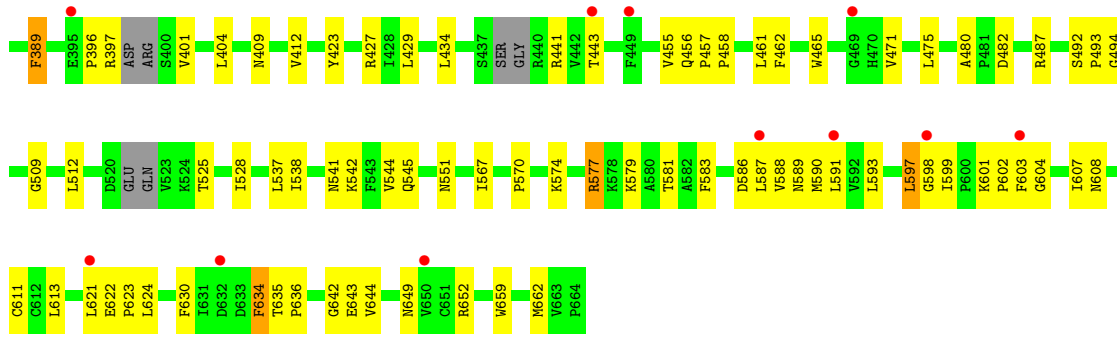 F389 E395 P396 R397 ASP ARG S400 V401 L404 N409 V412 Y423 R427 I428 L429 L434 S437 SER GLY R440 R441 V442 T443 F449 V455 Q456 P457 P458 L461 F462 W465 G469 H470 V471 L475 A480 P481 D482 R487 S492 P493 G494
G509 L512 D520 GLU GLN V523 K524 T525 I528 L537 I538 N541 K542 F543 V544 Q545 N551 I567 P570 K574 R577 K578 K579 A580 T581 A582 F583 D586 L587 V588 N589 M590 L591 V592 L593 L597 G598 I599 P600 K601 P602 F603 G604 I607 N608
C611 C612 L613 L621 E622 P623 L624 F630 I631 D632 D633 F634 T635 P636 G642 E643 V644 N649 V650 C651 R652 W659 M662 V663 P664